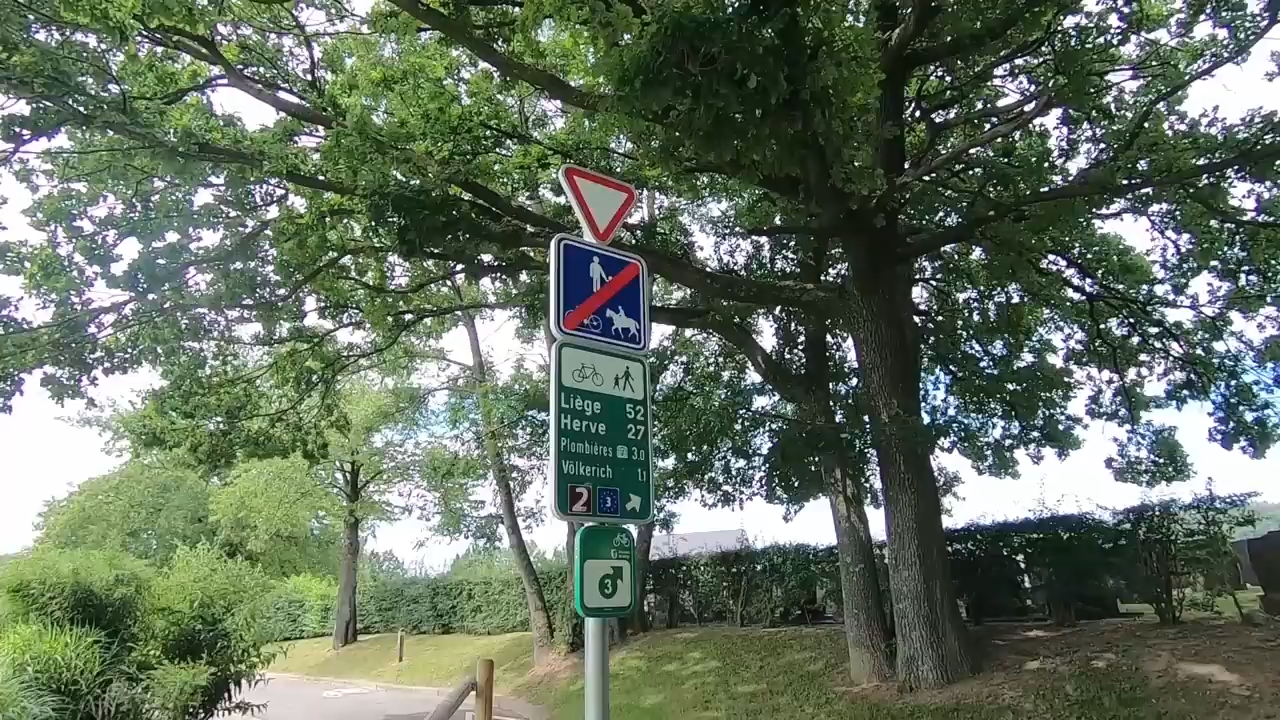 Liège 52
Herve 27
Plombières 3.0
Völkerich 1.1
2 3
3